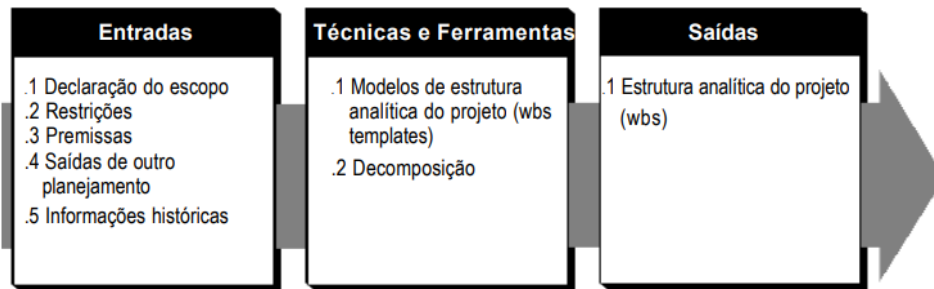 Entradas
.1 Declaração do escopo
.2 Restrições
.3 Premissas
.4 Saídas de outro
planejamento
.5 Informações históricas
Técnicas e Ferramentas
.1 Modelos de estrutura
analítica do projeto (wbs
templates)
.2 Decomposição
Saídas
.1 Estrutura analítica do projeto
(wbs)